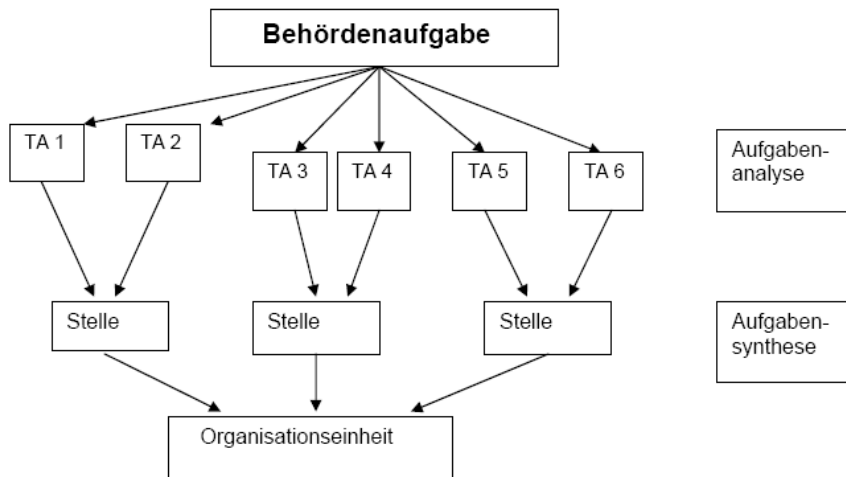 Behördenaufgabe
TA 1
TA 2
TA 3
TA 4
TA 5
TA 6
Aufgaben-
analyse
Stelle
Stelle
Stelle
Aufgaben-
synthese
Organisationseinheit